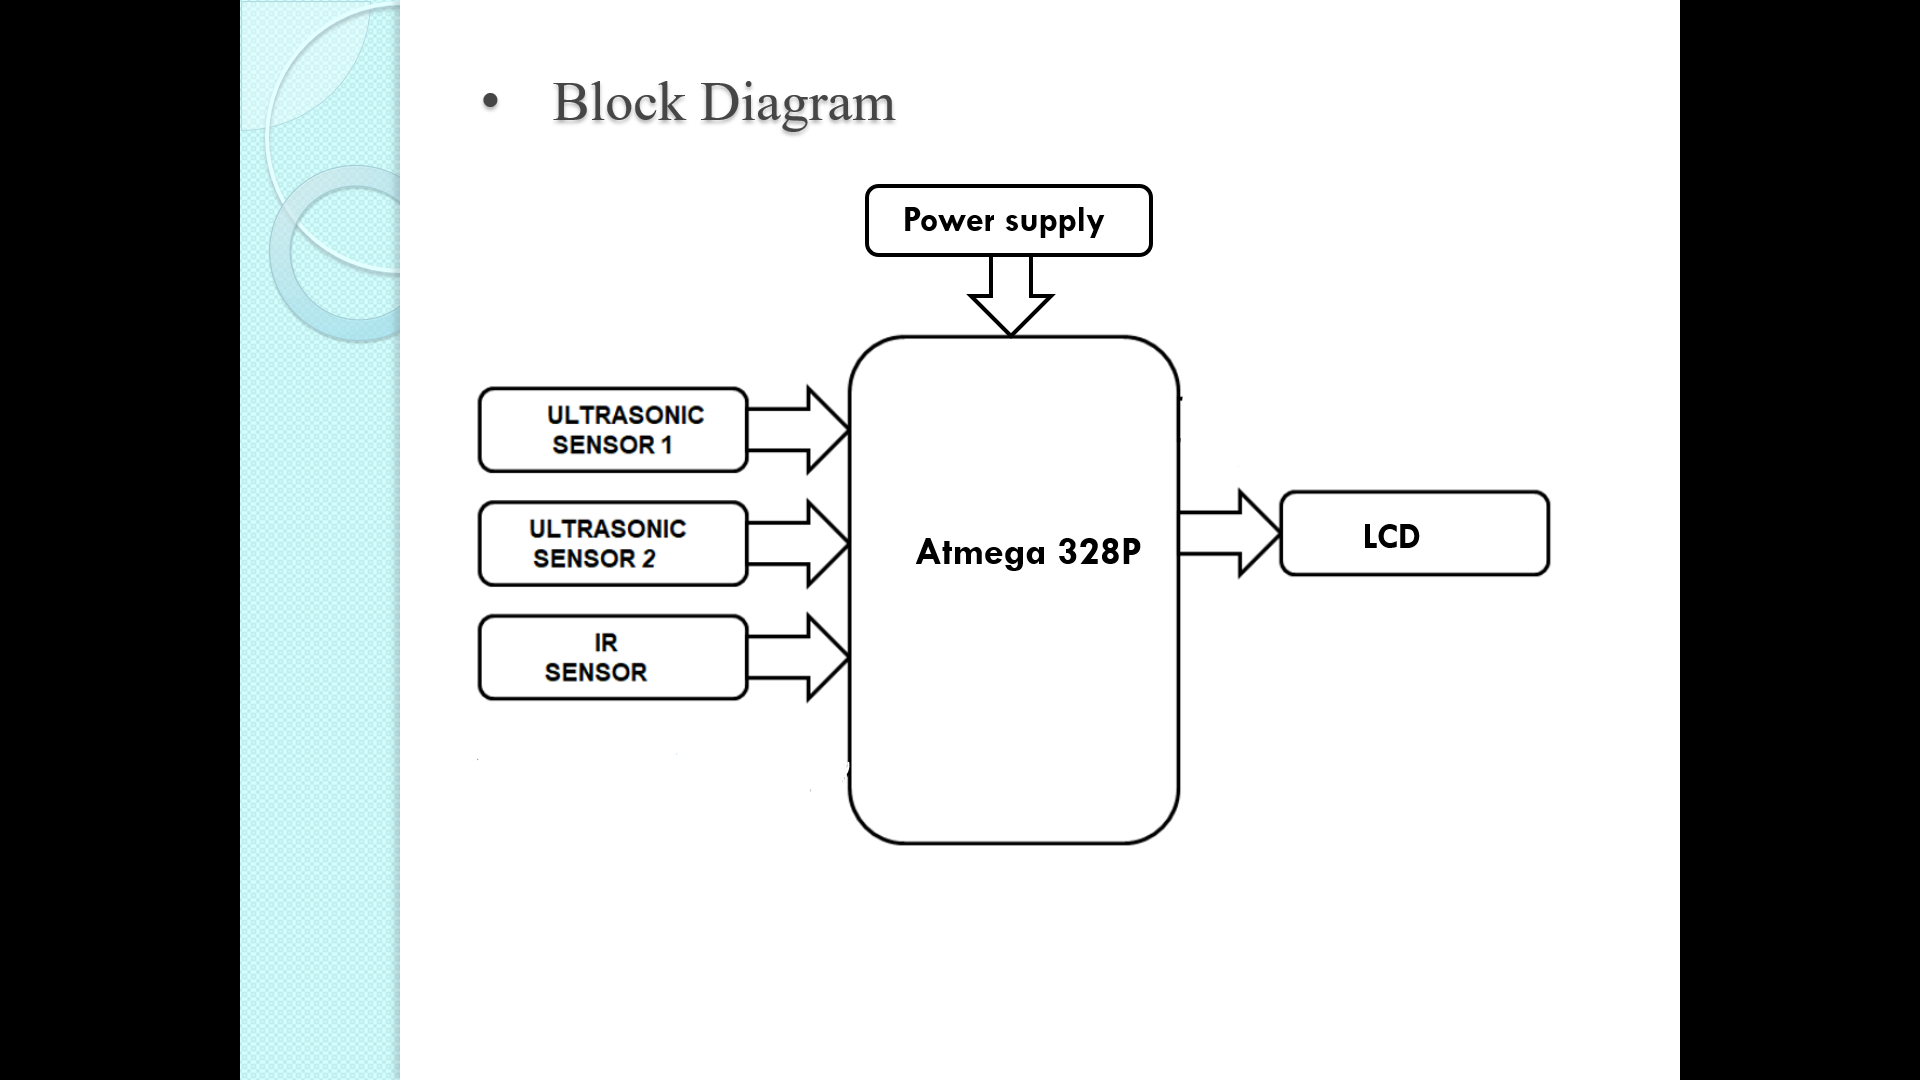 • Block Diagram
Power supply
ULTRASONIC
SENSOR 1
ULTRASONIC
SENSOR 2
IR
SENSOR
Atmega 328P
LCD